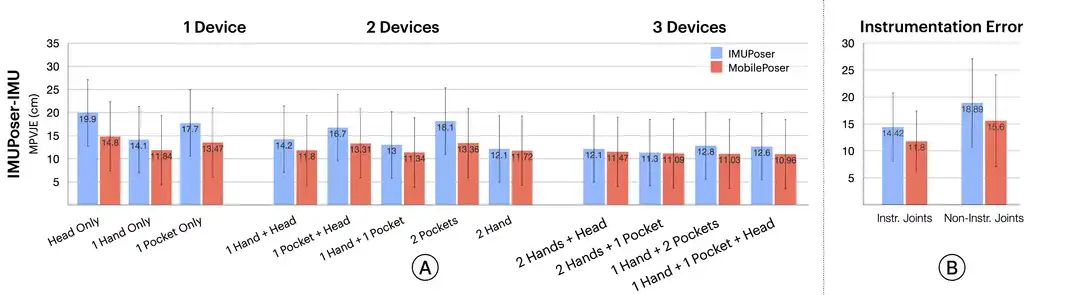 1 Device
2 Devices
3 Devices
IMUPoser-IMU
MPVJE (cm)
35
30
25
20
15
10
5
IMUPoser
MobilePoser
19.9
14.8
14.1
11.84
17.7
13.47
14.2
11.8
16.7
13.31
13
11.34
18.1
13.36
12.1
11.72
12.1
11.47
11.3
11.09
12.8
11.03
12.6
10.96
Head Only
1 Hand Only
1 Pocket Only
1 Hand + Head
1 Pocket + Head
1 Hand + 1 Pocket
2 Pockets
2 Hand
2 Hands + Head
2 Hands + 1 Pocket
1 Hand + 2 Pockets
1 Hand + 1 Pocket + Head
A
Instrumentation Error
30
25
20
15
10
5
14.42
11.8
18.89
15.6
Instr. Joints
Non-Instr. Joints
B